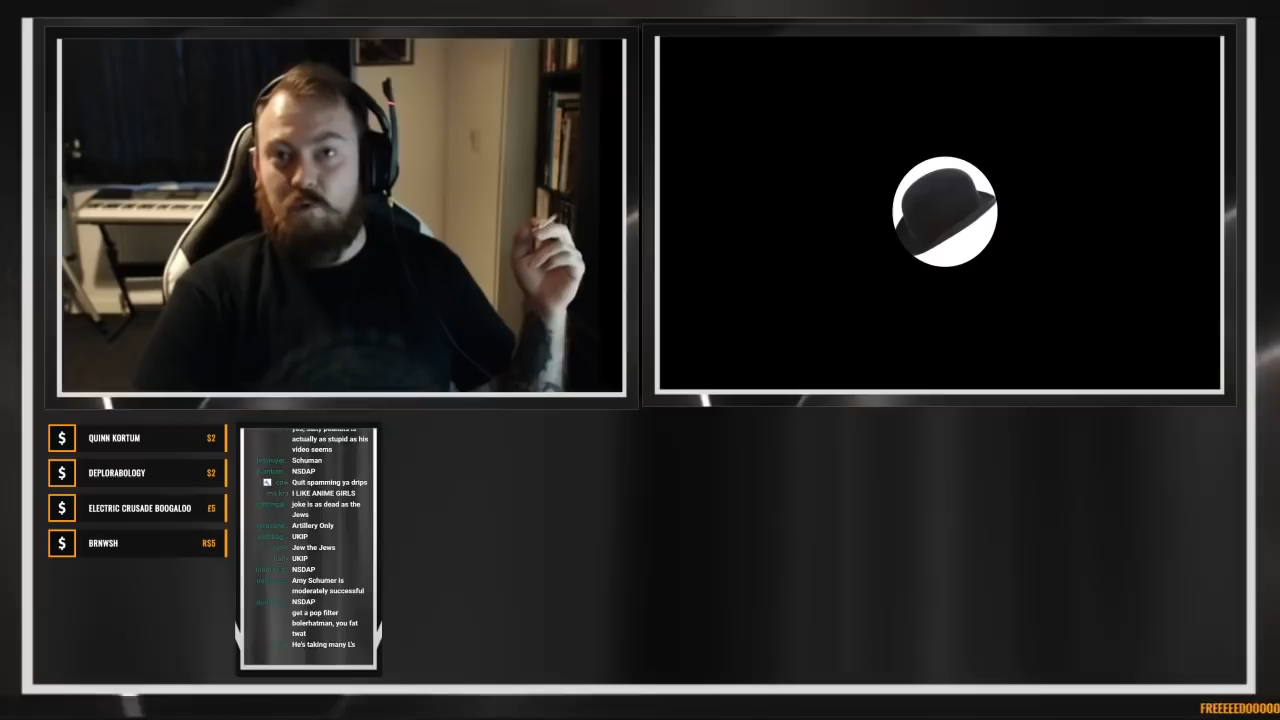 QUINN KORTUM $2
DEPLORABOLOGY $2
ELECTRIC CRUSADE BOOGALOO £5
BRNWSH R$5
actually as stupid as his
video seems
Schuman
NSDAP
Quit spamming ya drips
I LIKE ANIME GIRLS
joke is as dead as the
Jews
Artillery Only
UKIP
Jew the Jews
UKIP
NSDAP
Amy Schumer is
moderately successful
NSDAP
get a pop filter
bolerhatman, you fat
twat
He's taking many L's
FREEEEDOOOOO